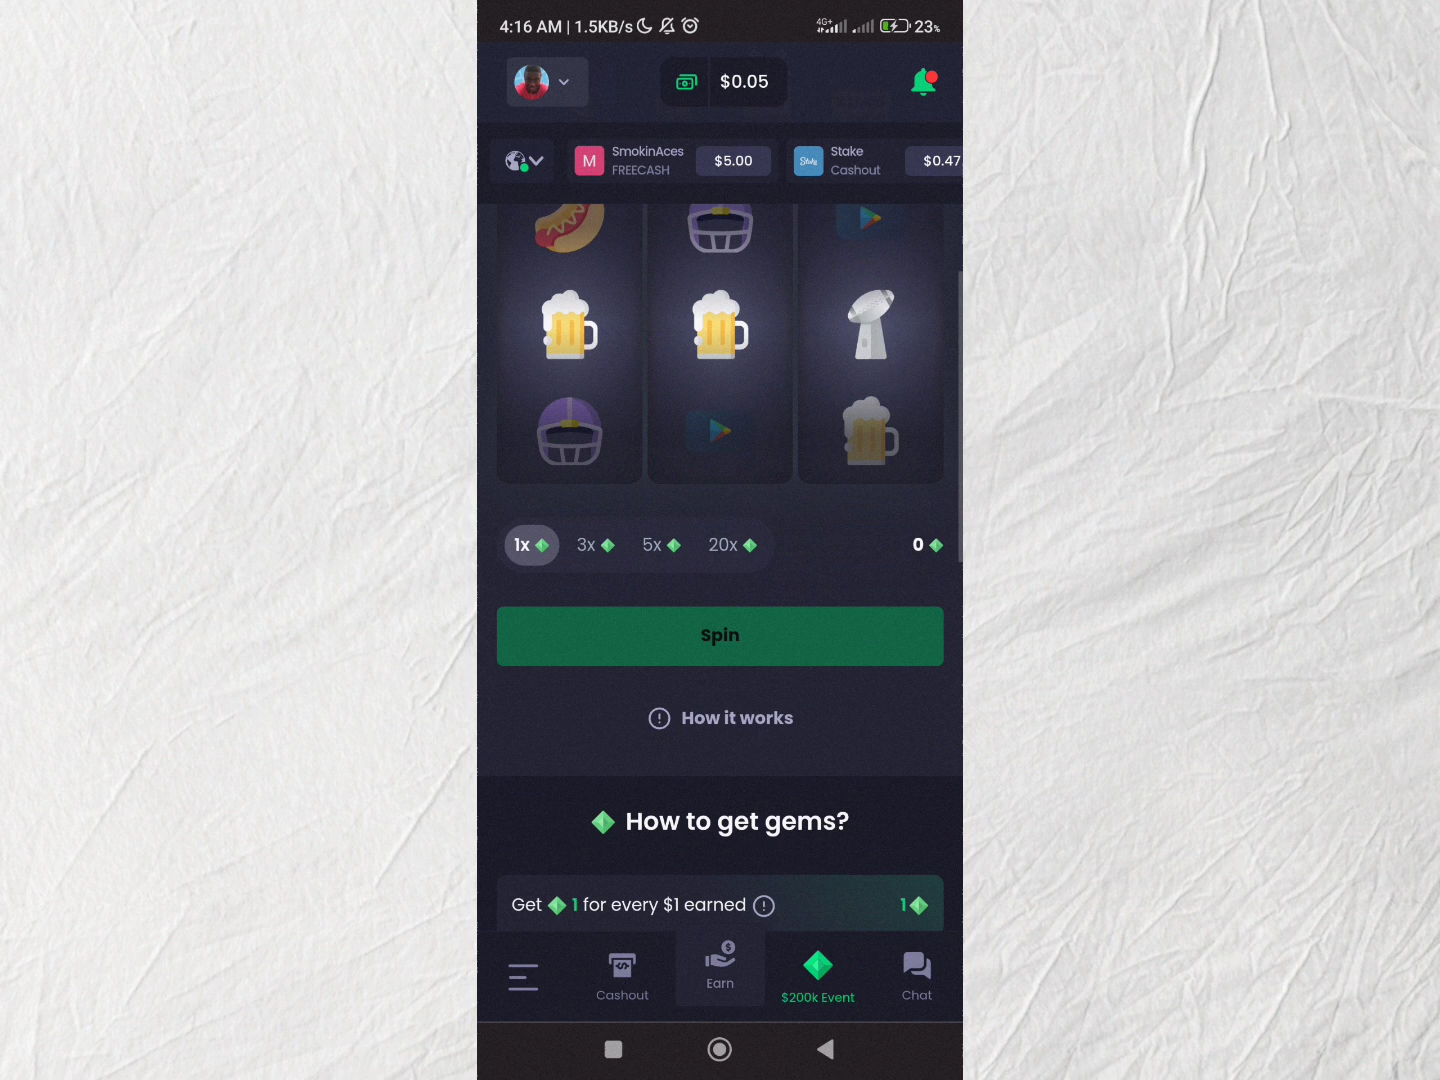 4:16 AM | 1.5KB/s
4G+
23%
$0.05
M
SmokinAces
FREECASH
$5.00
Stake
Stake
Cashout
$0.47
1x
3x
5x
20x
0
Spin
How it works
How to get gems?
Get 1 for every $1 earned
1
Cashout
Earn
$200k Event
Chat